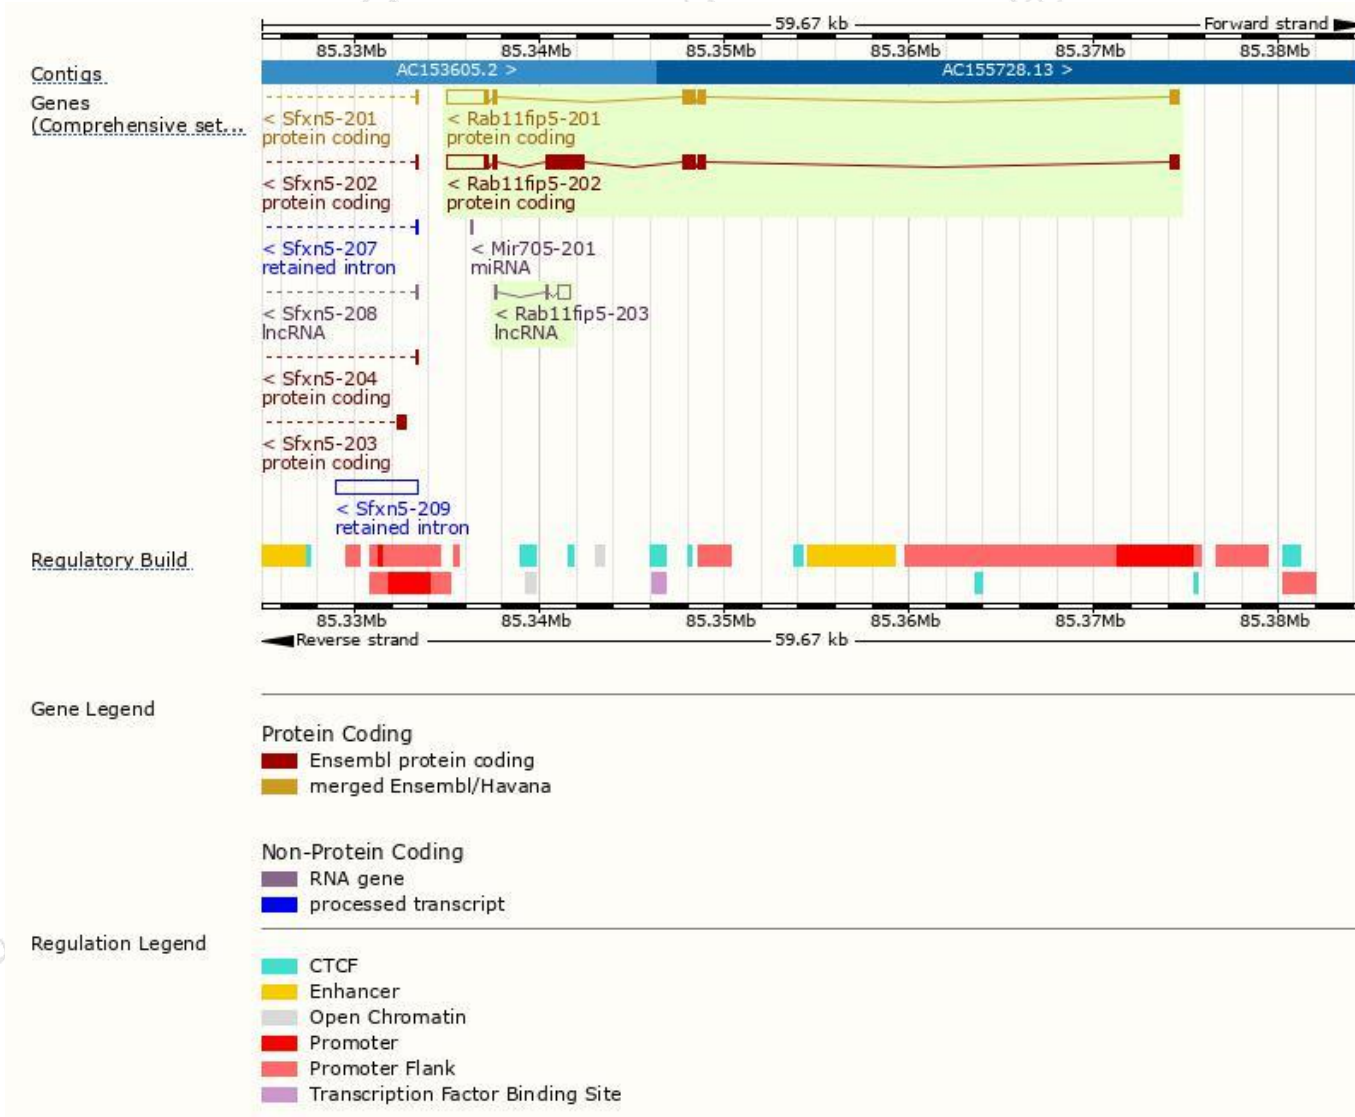 59.67 kb Forward strand
85.33Mb 85.34Mb 85.35Mb 85.36Mb 85.37Mb 85.38Mb
Contigs AC153605.2 > AC155728.13 >
Genes
(Comprehensive set...
< Sfxn5-201 < Rab11fip5-201
protein coding protein coding
< Sfxn5-202 < Rab11fip5-202
protein coding protein coding
< Sfxn5-207 < Mir705-201
retained intron miRNA
< Sfxn5-208 < Rab11fip5-203
lncRNA lncRNA
< Sfxn5-204
protein coding
< Sfxn5-203
protein coding
< Sfxn5-209
retained intron
Regulatory Build
85.33Mb 85.34Mb 85.35Mb 85.36Mb 85.37Mb 85.38Mb
Reverse strand 59.67 kb
Gene Legend
Protein Coding
Ensembl protein coding
merged Ensembl/Havana
Non-Protein Coding
RNA gene
processed transcript
Regulation Legend
CTCF
Enhancer
Open Chromatin
Promoter
Promoter Flank
Transcription Factor Binding Site